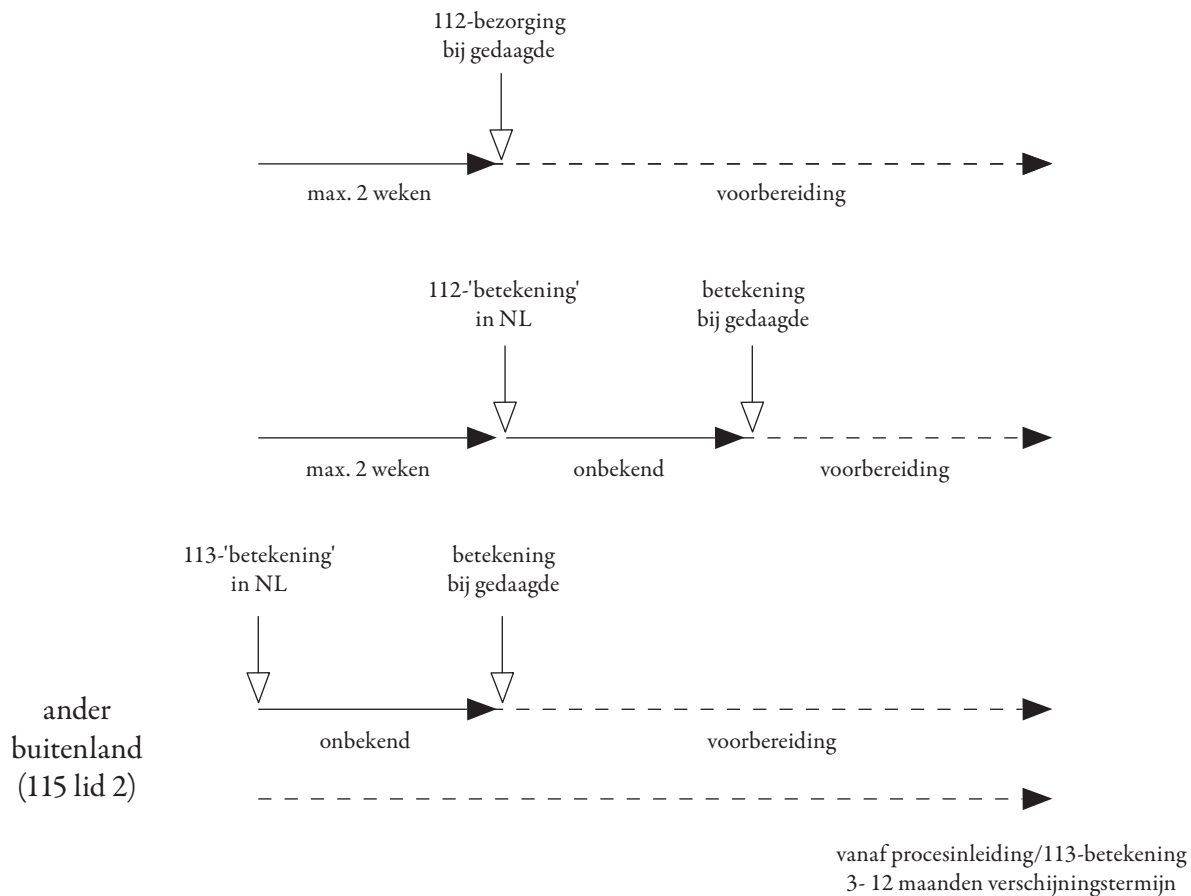 112-bezorging
bij gedaagde
max. 2 weken
voorbereiding
112-'betekening'
in NL
betekening
bij gedaagde
max. 2 weken
onbekend
voorbereiding
113-'betekening'
in NL
betekening
bij gedaagde
ander
buitenland
(115 lid 2)
onbekend
voorbereiding
vanaf procesinleiding/113-betekening
3- 12 maanden verschijningstermijn